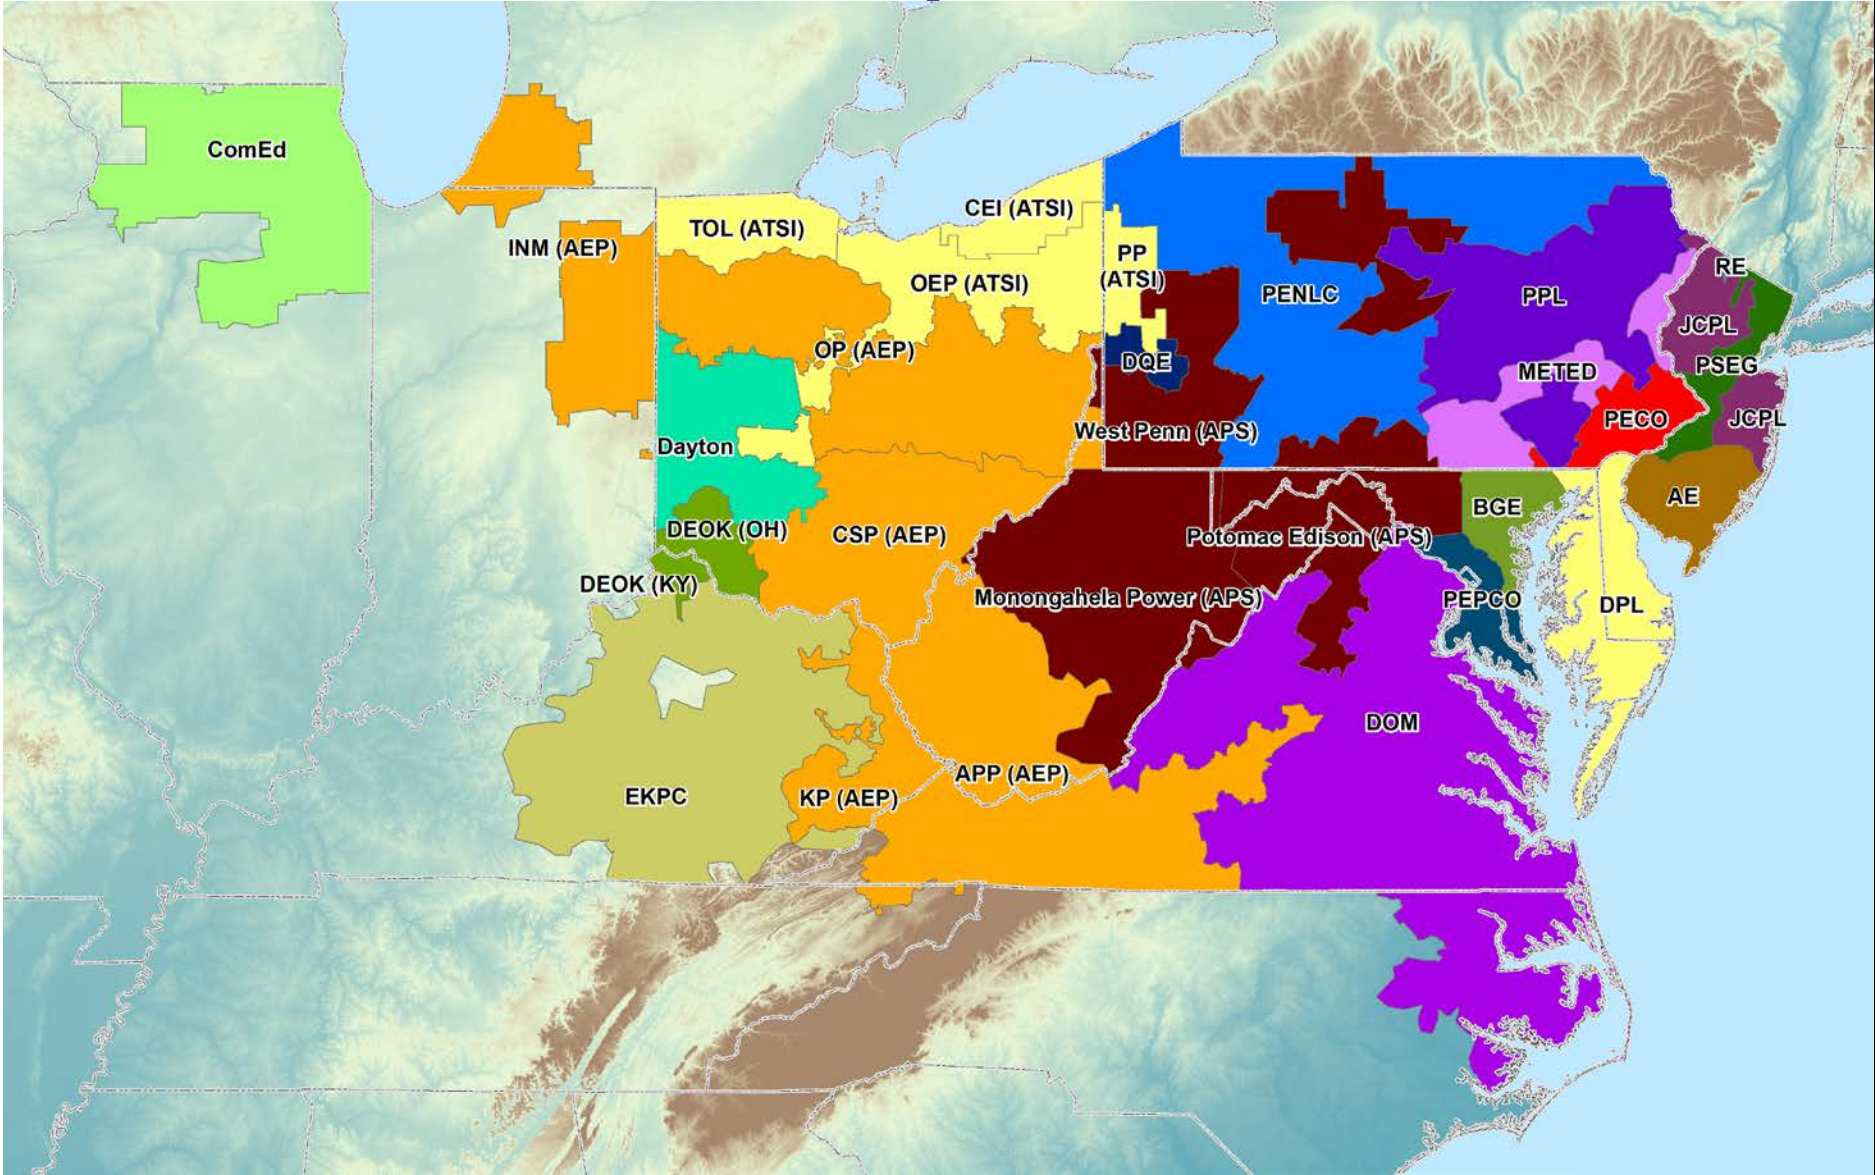 ComEd
CEI (ATSI)
TOL (ATSI)
INM (AEP)
PP
(ATSI)
OEP (ATSI)
PENLC
PPL
RE
JCPL
OP (AEP)
DQE
METED
PSEG
PECO
JCPL
West Penn (APS)
Dayton
AE
BGE
DEOK (OH)
CSP (AEP)
Potomac Edison (APS)
DEOK (KY)
Monongahela Power (APS)
PEPCO
DPL
DOM
APP (AEP)
EKPC
KP (AEP)